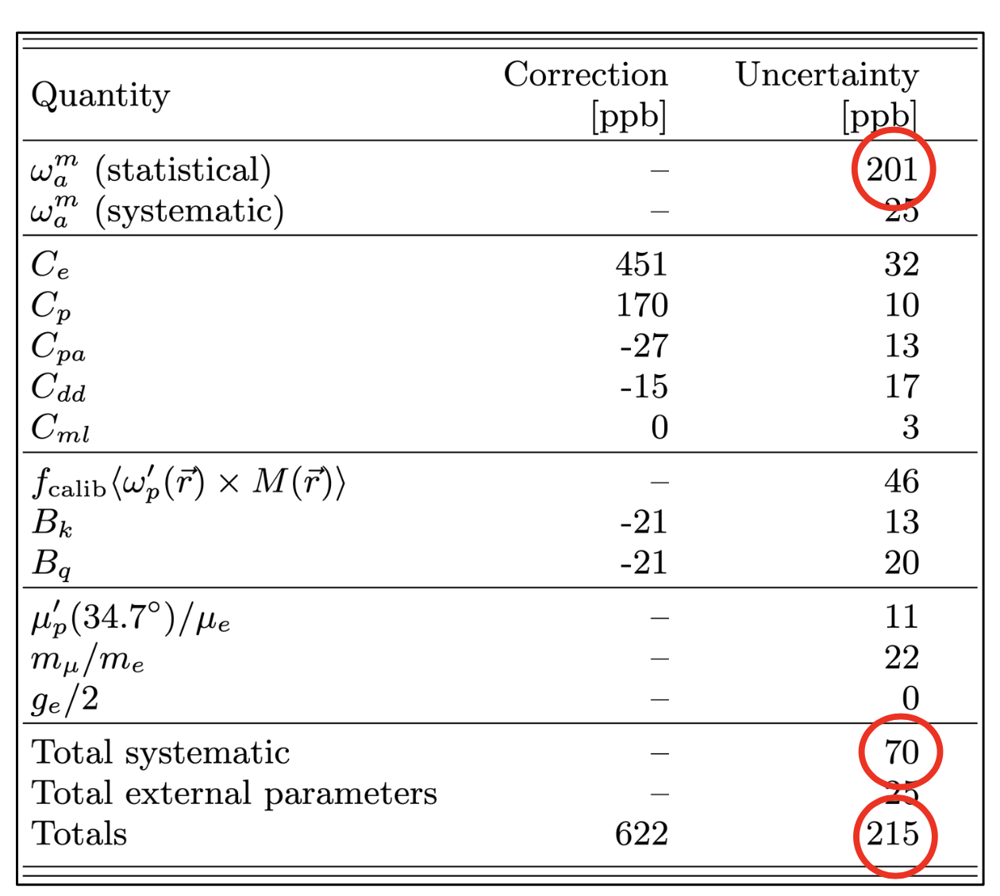 Quantity Correction [ppb] Uncertainty [ppb]
ω_a^m (statistical) – 201
ω_a^m (systematic) – 25
C_e 451 32
C_p 170 10
C_pa -27 13
C_dd -15 17
C_ml 0 3
f_calib⟨ω′_p(r⃗) × M(r⃗)⟩ – 46
B_k -21 13
B_q -21 20
μ′_p(34.7°)/μ_e – 11
m_μ/m_e – 22
g_e/2 – 0
Total systematic – 70
Total external parameters – 25
Totals 622 215